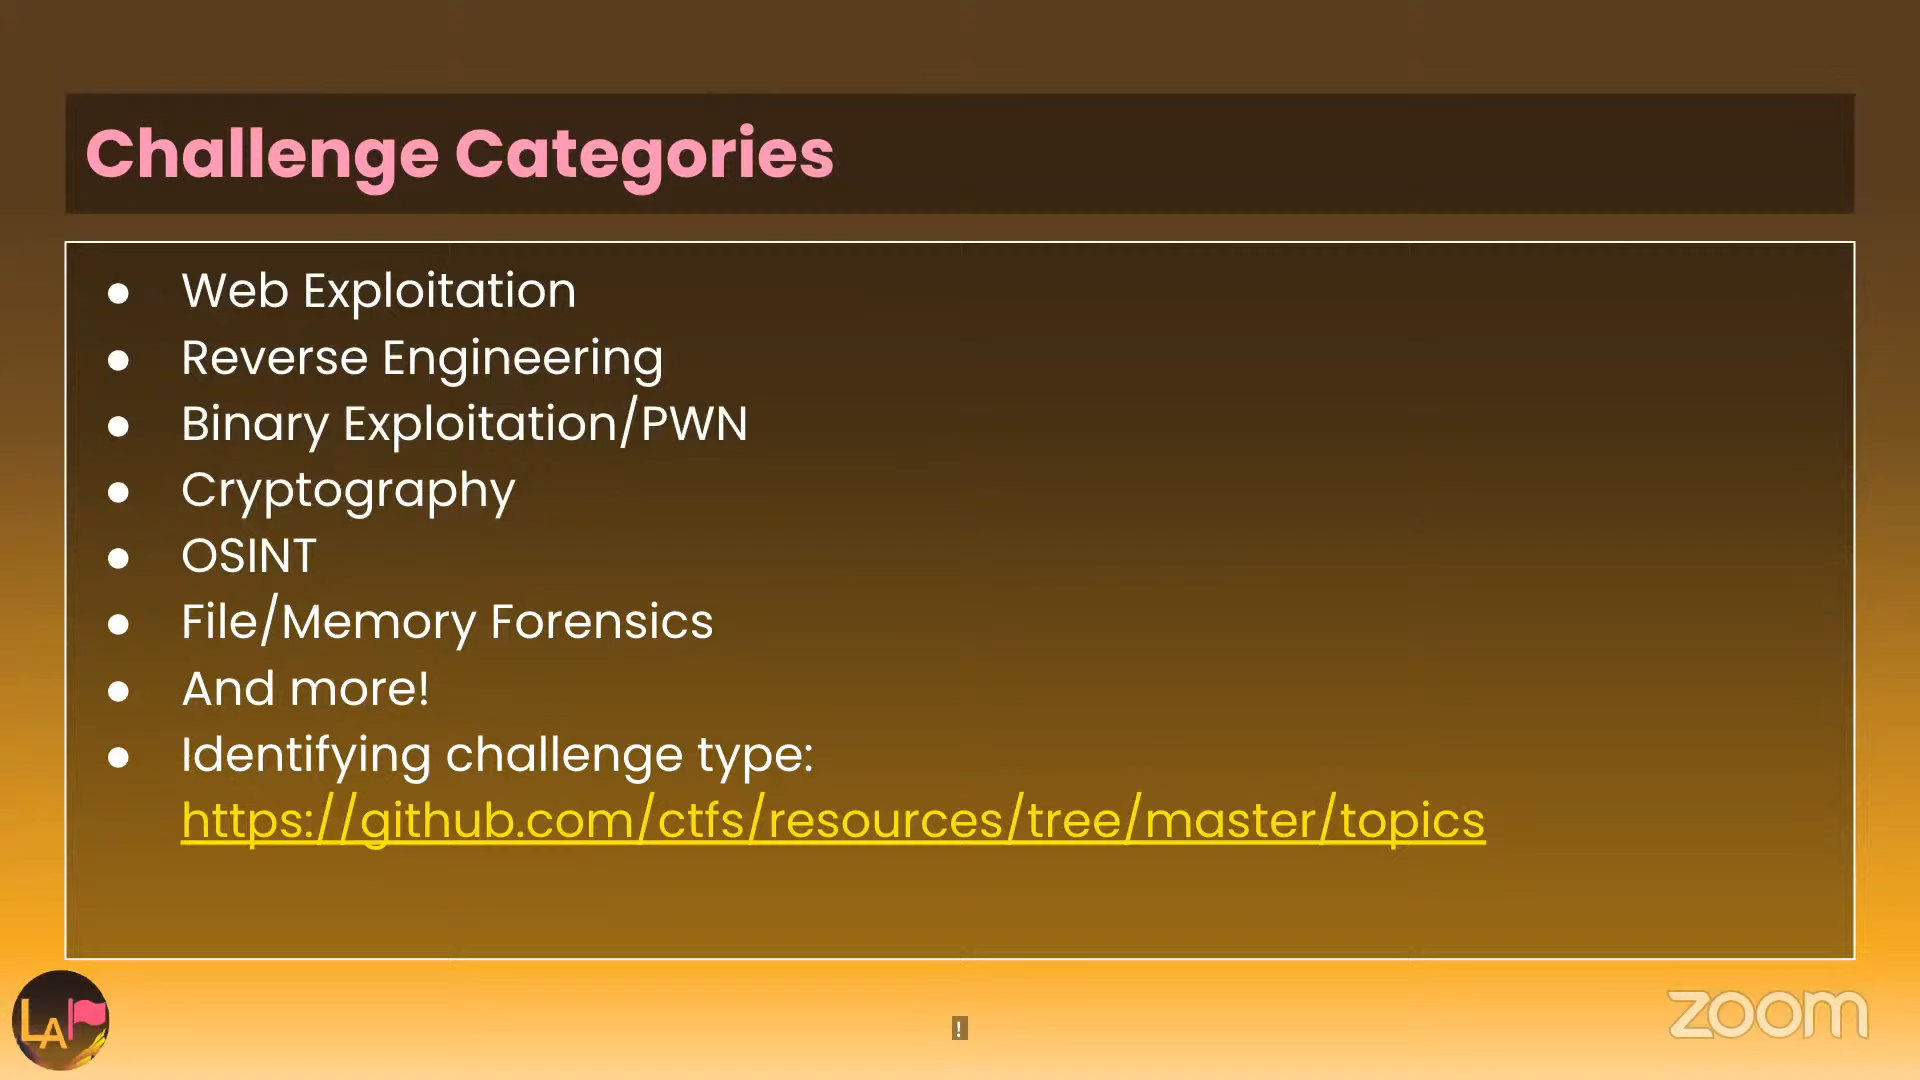 Challenge Categories
● Web Exploitation
● Reverse Engineering
● Binary Exploitation/PWN
● Cryptography
● OSINT
● File/Memory Forensics
● And more!
● Identifying challenge type:
https://github.com/ctfs/resources/tree/master/topics
LA
!
zoom